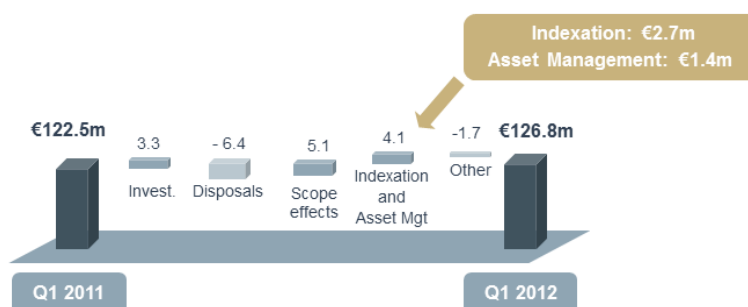 Indexation: €2.7m
Asset Management: €1.4m
€122.5m
3.3
- 6.4
5.1
4.1
-1.7
€126.8m
Invest.
Disposals
Scope
effects
Indexation
and
Asset Mgt
Other
Q1 2011
Q1 2012